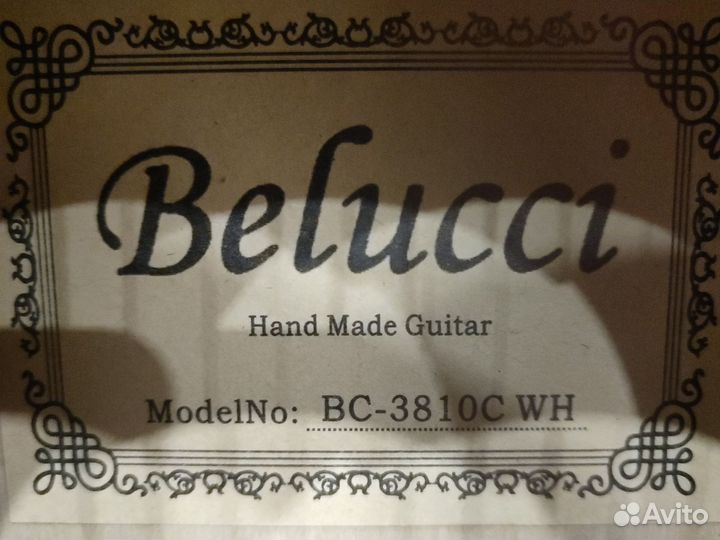 Belucci
Hand Made Guitar
ModelNo: BC-3810C WH
Avito